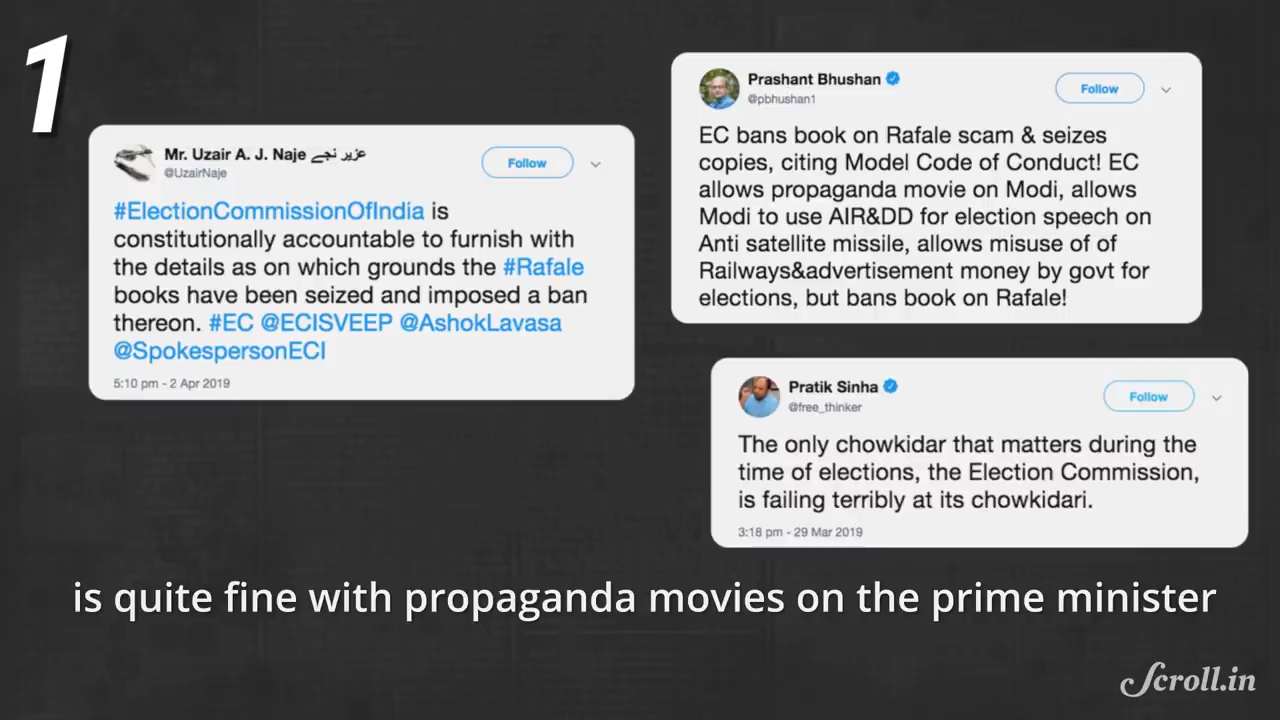 1
Mr. Uzair A. J. Naje عزیر نجے
@UzairNaje
Follow
#ElectionCommissionOfIndia is
constitutionally accountable to furnish with
the details as on which grounds the #Rafale
books have been seized and imposed a ban
thereon. #EC @ECISVEEP @AshokLavasa
@SpokespersonECI
5:10 pm - 2 Apr 2019
Prashant Bhushan
@pbhushan1
Follow
EC bans book on Rafale scam & seizes
copies, citing Model Code of Conduct! EC
allows propaganda movie on Modi, allows
Modi to use AIR&DD for election speech on
Anti satellite missile, allows misuse of of
Railways&advertisement money by govt for
elections, but bans book on Rafale!
Pratik Sinha
@free_thinker
Follow
The only chowkidar that matters during the
time of elections, the Election Commission,
is failing terribly at its chowkidari.
3:18 pm - 29 Mar 2019
is quite fine with propaganda movies on the prime minister
Scroll.in